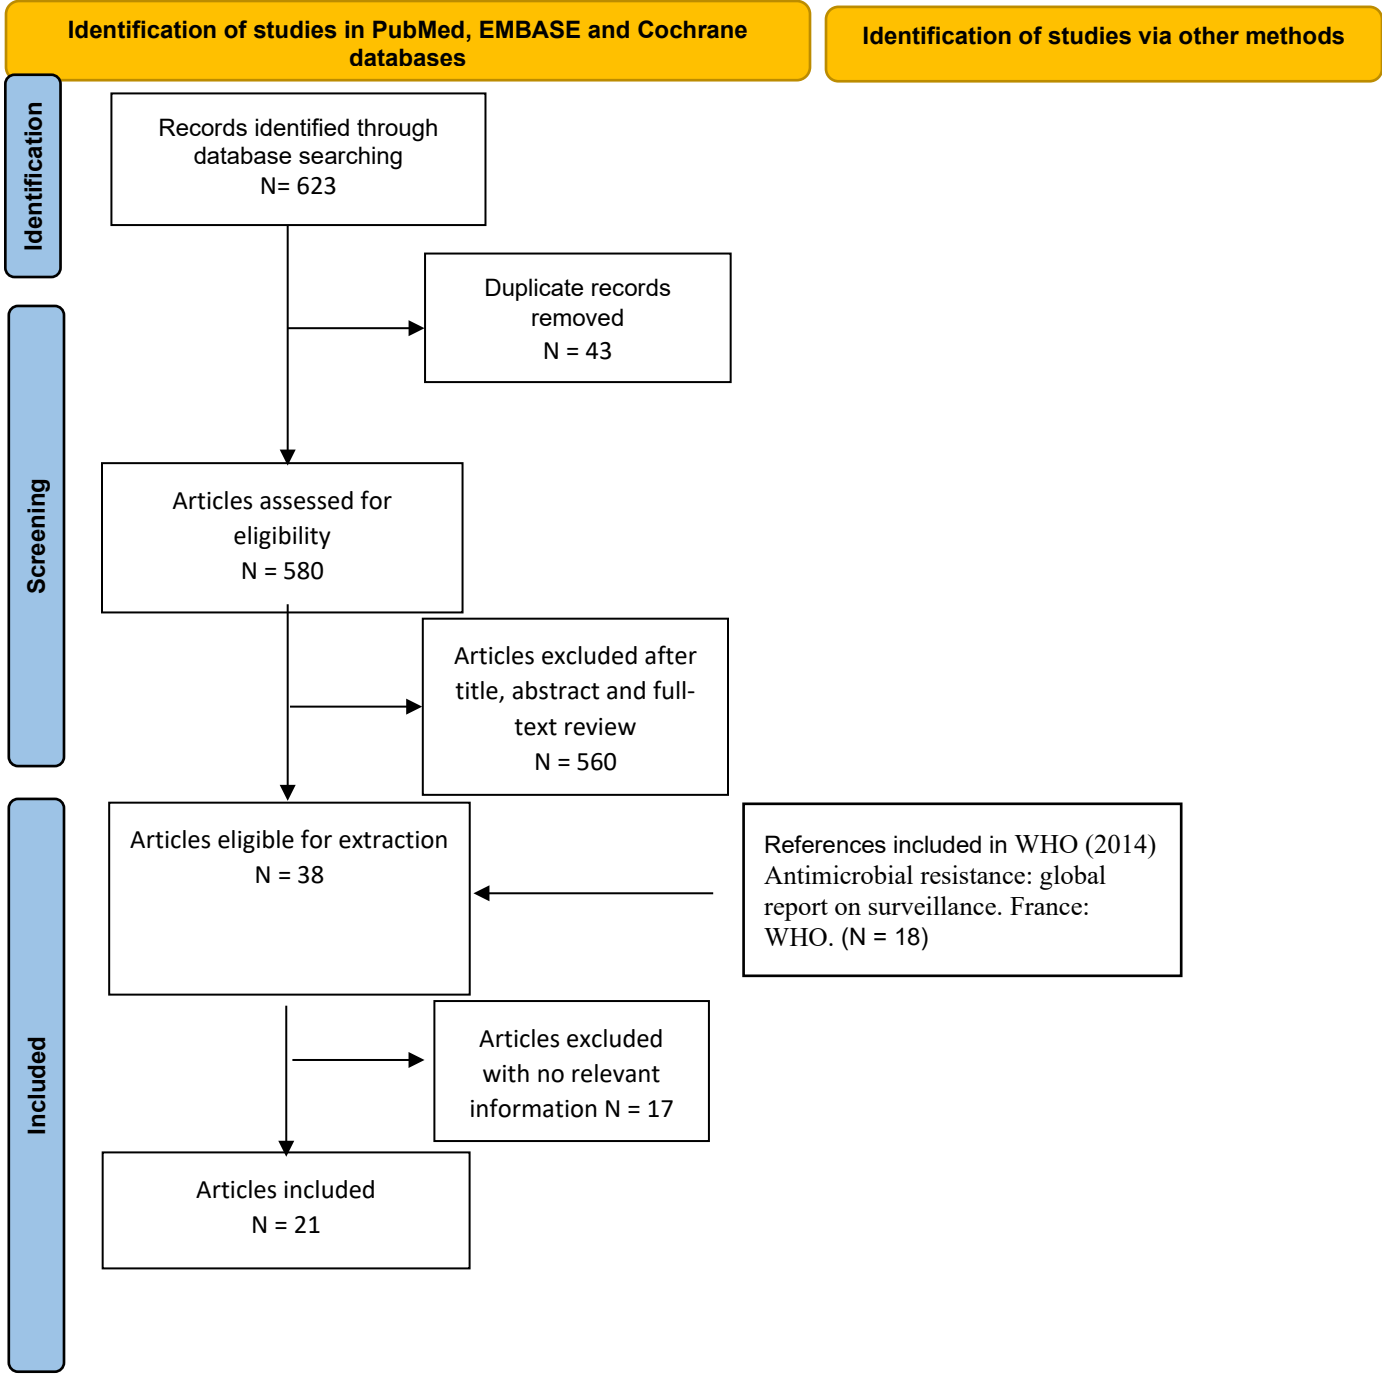 Identification of studies in PubMed, EMBASE and Cochrane
databases
Identification of studies via other methods
Identification
Records identified through
database searching
N= 623
Duplicate records
removed
N = 43
Screening
Articles assessed for
eligibility
N = 580
Articles excluded after
title, abstract and full-
text review
N = 560
Included
Articles eligible for extraction
N = 38
References included in WHO (2014)
Antimicrobial resistance: global
report on surveillance. France:
WHO. (N = 18)
Articles excluded
with no relevant
information N = 17
Articles included
N = 21